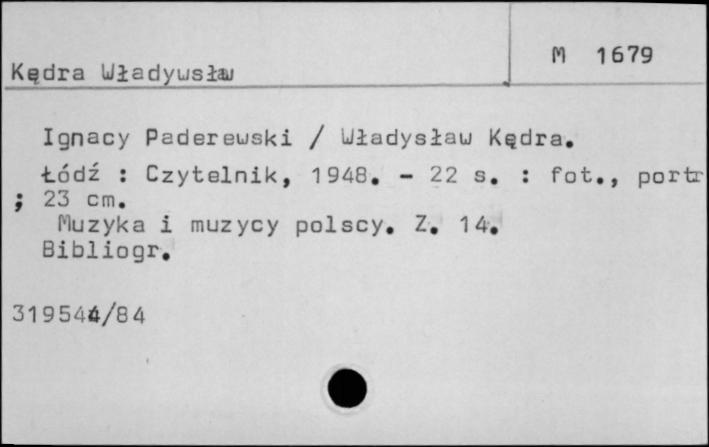 M 1679
Kędra Władyusław
Ignacy Paderewski / Władysław Kędra.
Łódź : Czytelnik, 1948. - 22 s. : fot., portr
; 23 cm.
Muzyka i muzycy polscy. Z. 14.
Bibliogr.
319544/84